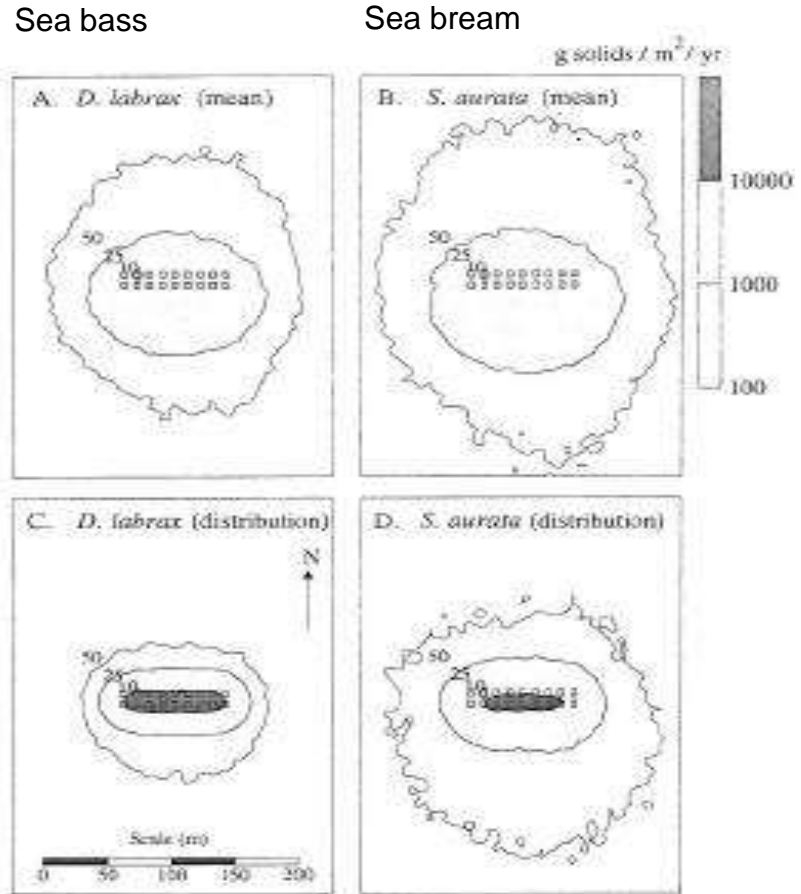 Sea bass
Sea bream
g solids / m²/ yr
A. D. labrax (mean)
B. S. aurata (mean)
10000
1000
100
50
25
10
50
25
10
C. D. labrax (distribution)
D. S. aurata (distribution)
N
50
25
10
50
25
10
Scale (m)
0 50 100 150 200